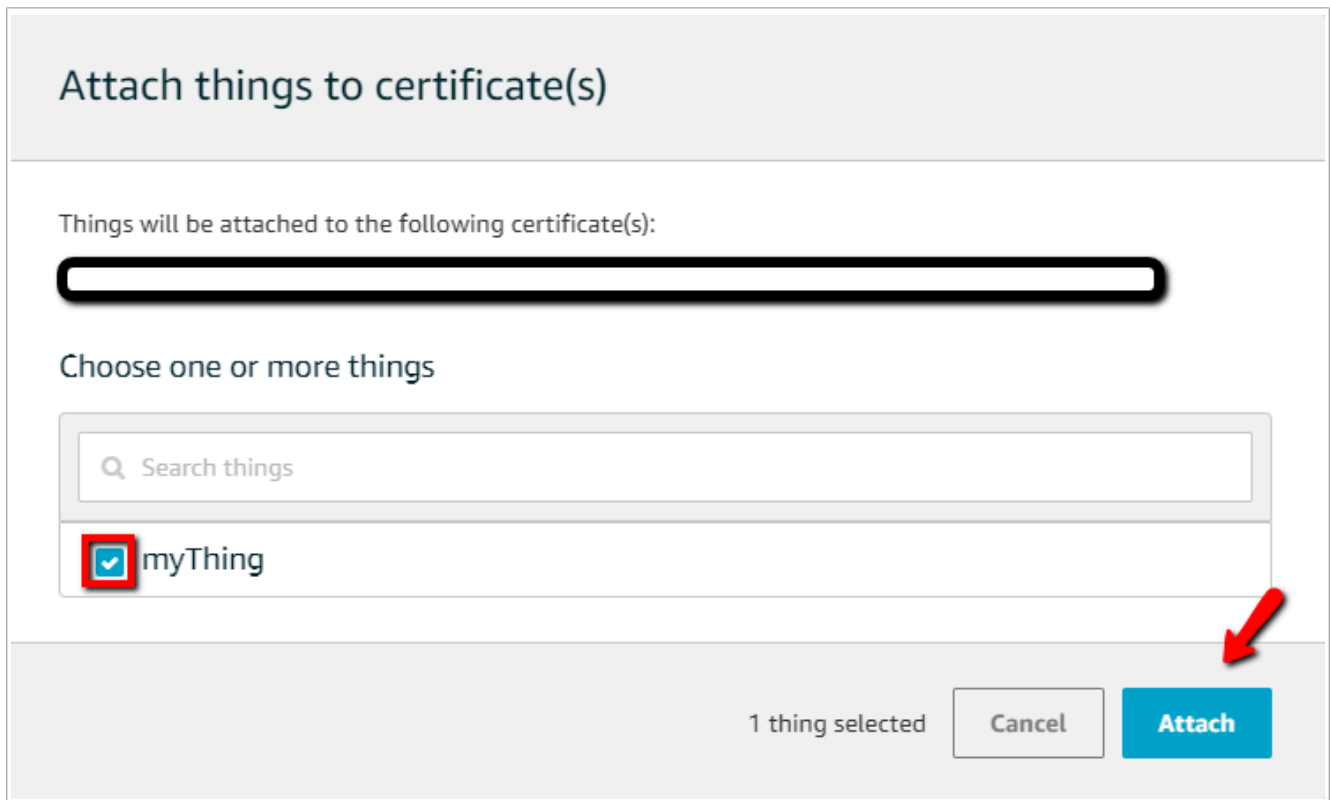 Attach things to certificate(s)
Things will be attached to the following certificate(s):
Choose one or more things
Search things
myThing
1 thing selected
Cancel
Attach